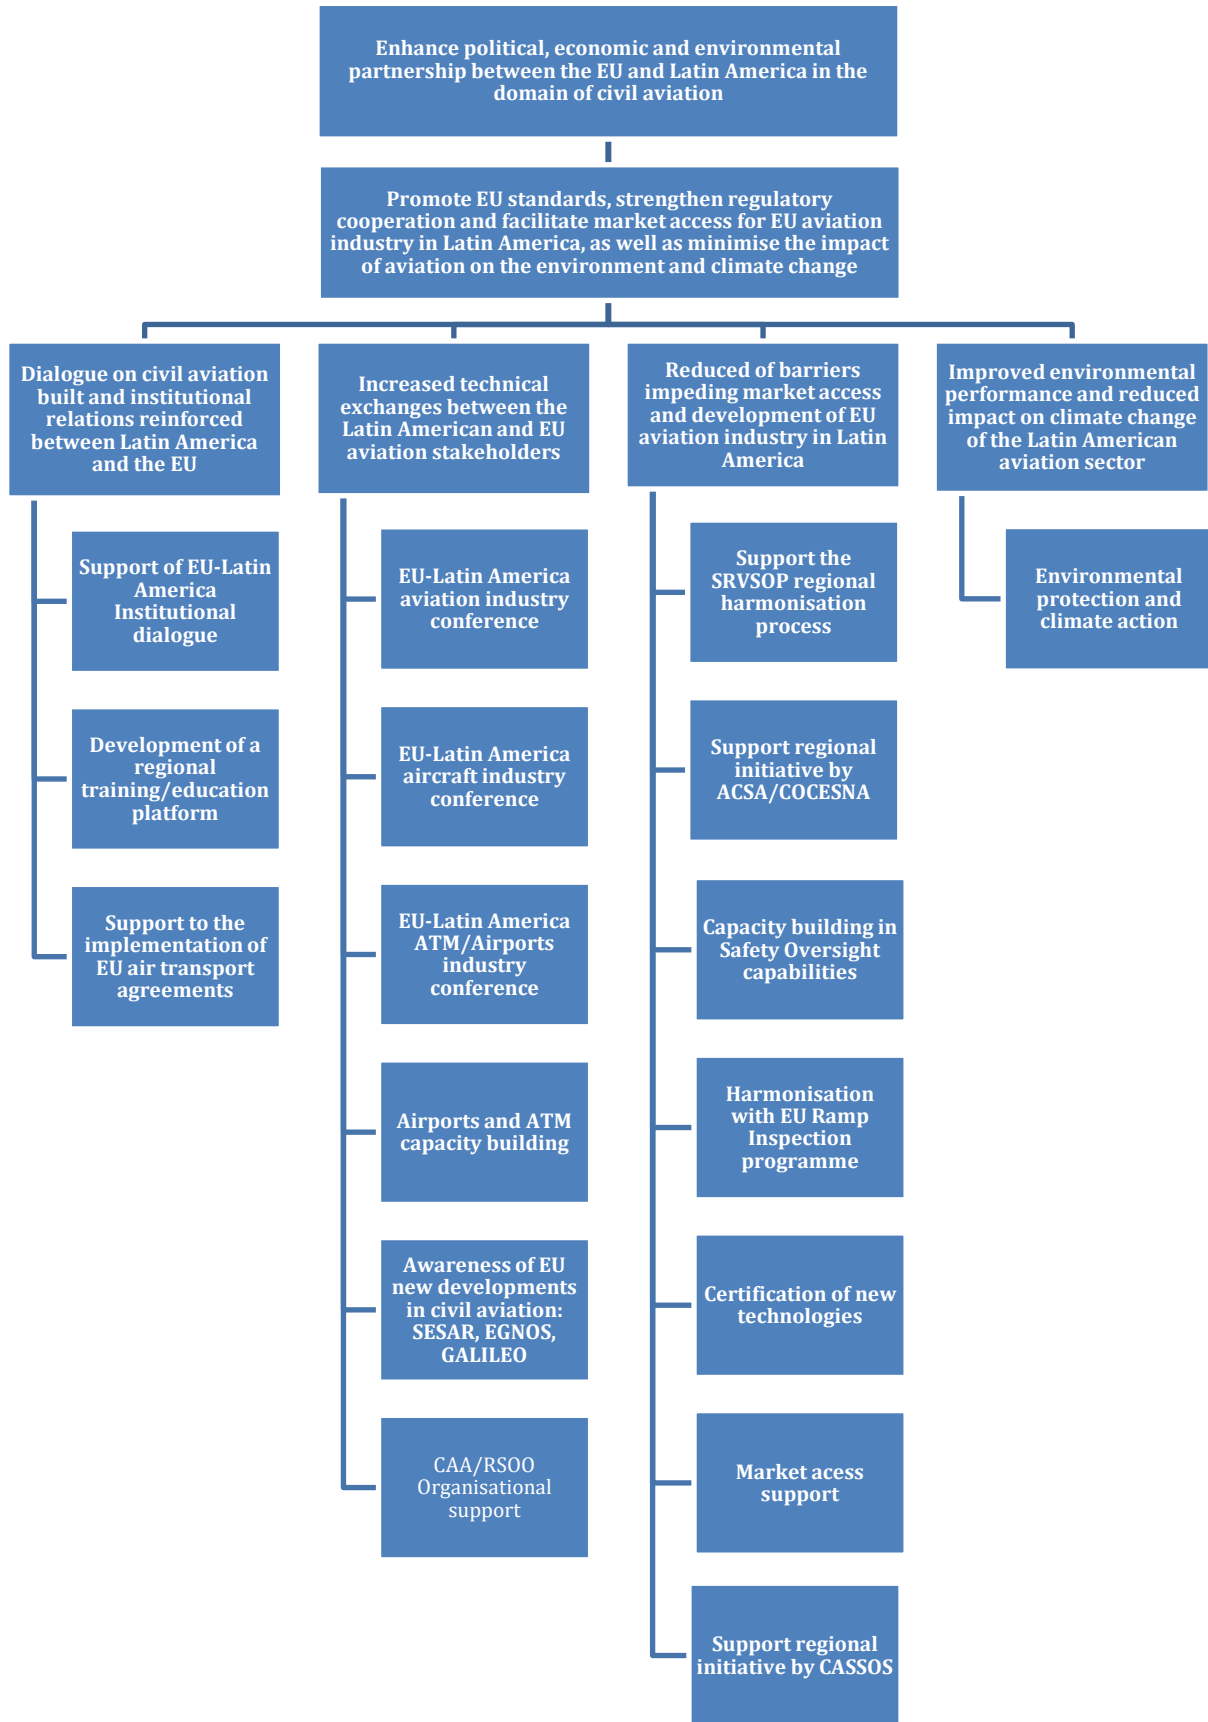 Enhance political, economic and environmental
partnership between the EU and Latin America in the
domain of civil aviation
Promote EU standards, strengthen regulatory
cooperation and facilitate market access for EU aviation
industry in Latin America, as well as minimise the impact
of aviation on the environment and climate change
Dialogue on civil aviation
built and institutional
relations reinforced
between Latin America
and the EU
Support of EU-Latin
America
Institutional
dialogue
Development of a
regional
training/education
platform
Support to the
implementation of
EU air transport
agreements
Increased technical
exchanges between the
Latin American and EU
aviation stakeholders
EU-Latin America
aviation industry
conference
EU-Latin America
aircraft industry
conference
EU-Latin America
ATM/Airports
industry
conference
Airports and ATM
capacity building
Awareness of EU
new developments
in civil aviation:
SESAR, EGNOS,
GALILEO
CAA/RSOO
Organisational
support
Reduced of barriers
impeding market access
and development of EU
aviation industry in Latin
America
Support the
SRVSOP regional
harmonisation
process
Support regional
initiative by
ACSA/COCESNA
Capacity building in
Safety Oversight
capabilities
Harmonisation
with EU Ramp
Inspection
programme
Certification of new
technologies
Market acess
support
Support regional
initiative by CASSOS
Improved environmental
performance and reduced
impact on climate change
of the Latin American
aviation sector
Environmental
protection and
climate action